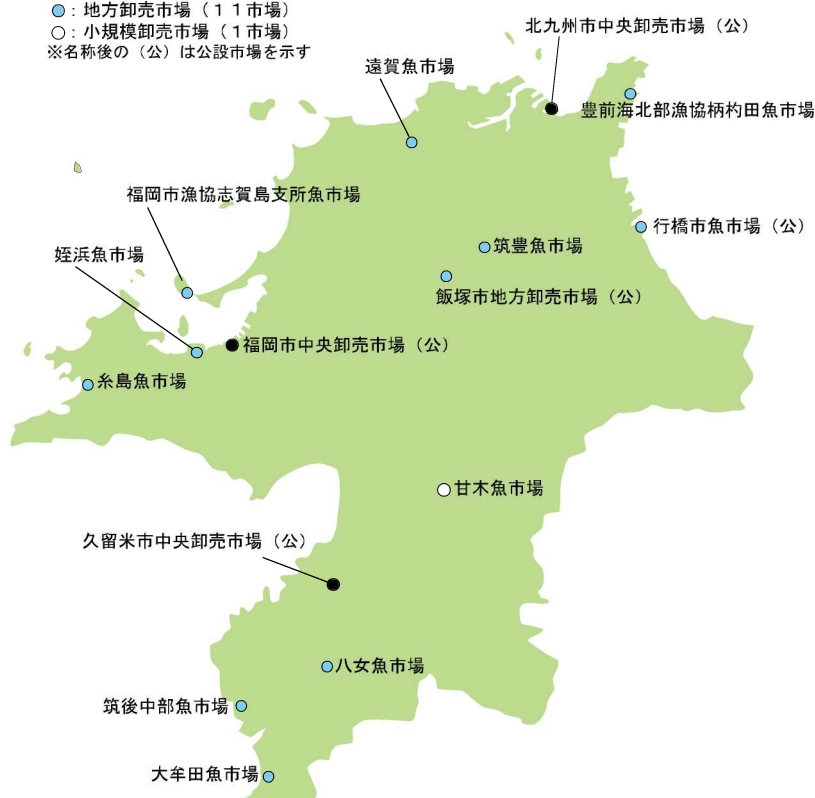 ：地方卸売市場（１１市場）
：小規模卸売市場（１市場）
※名称後の（公）は公設市場を示す
北九州市中央卸売市場（公）
遠賀魚市場
豊前海北部漁協柄杓田魚市場
福岡市漁協志賀島支所魚市場
行橋市魚市場（公）
筑豊魚市場
姪浜魚市場
飯塚市地方卸売市場（公）
福岡市中央卸売市場（公）
糸島魚市場
甘木魚市場
久留米市中央卸売市場（公）
八女魚市場
筑後中部魚市場
大牟田魚市場